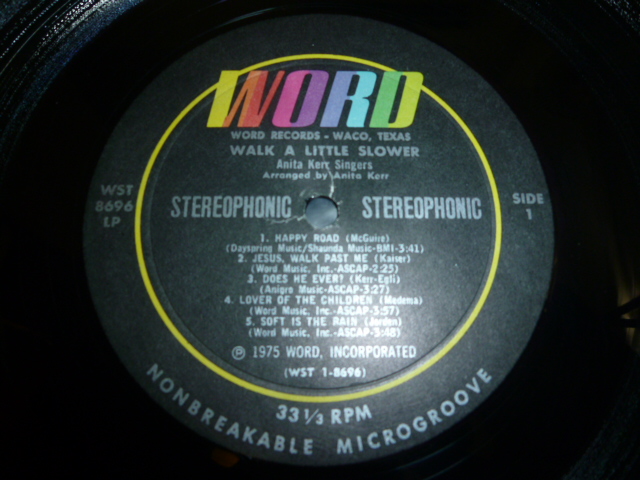 WORD
WORD RECORDS - WACO, TEXAS
WALK A LITTLE SLOWER
Anita Kerr Singers
Arranged by Anita Kerr
WST
8696
LP
STEREOPHONIC STEREOPHONIC
SIDE
1
1. HAPPY ROAD (McGuire)
(Dayspring Music/Shaunda Music-BMI-3:41)
2. JESUS, WALK PAST ME (Kaiser)
(Word Music, Inc.-ASCAP-2:25)
3. DOES HE EVER? (Kerr-Egli)
(Anigro Music-ASCAP-3:27)
4. LOVER OF THE CHILDREN (Medema)
(Word Music, Inc.-ASCAP-3:57)
5. SOFT IS THE RAIN (Jordon)
(Word Music, Inc.-ASCAP-3:48)
℗ 1975 WORD, INCORPORATED
(WST 1-8696)
33 1/3 RPM
NONBREAKABLE MICROGROOVE